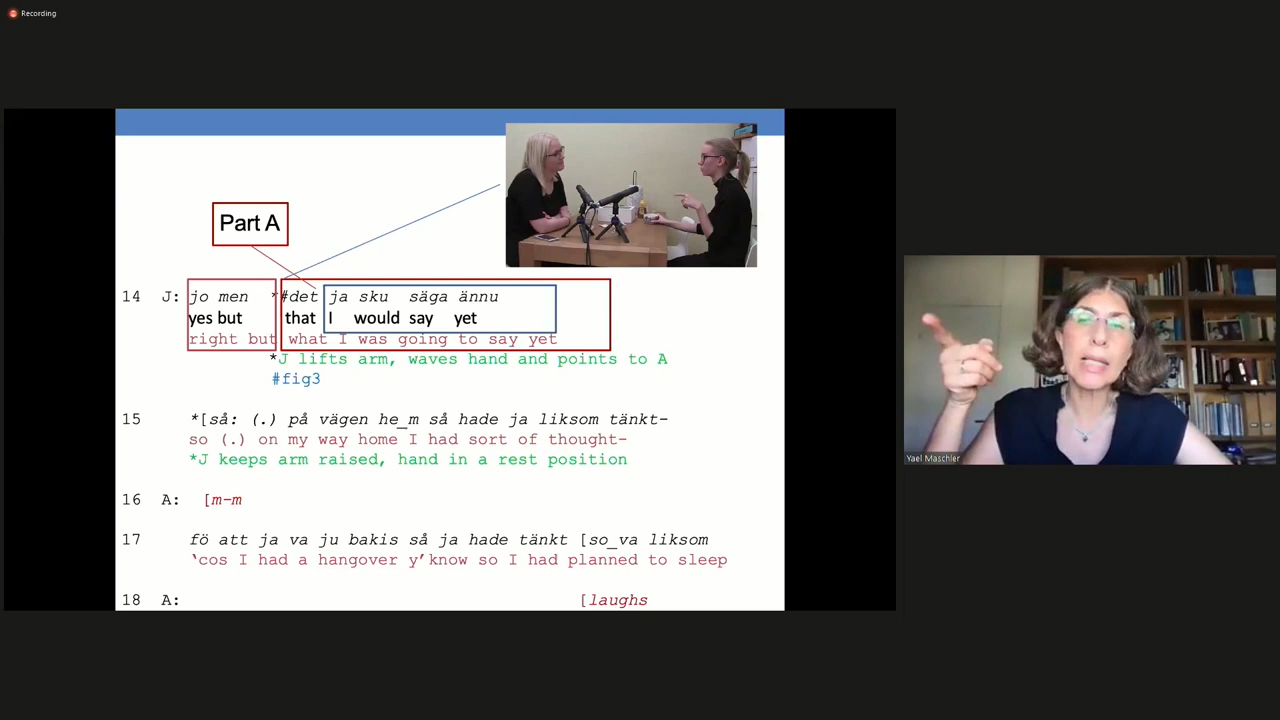 Recording
Part A
14 J: jo men *#det ja sku säga ännu
yes but that I would say yet
right but what I was going to say yet
*J lifts arm, waves hand and points to A
#fig3
15 *[så: (.) på vägen he_m så hade ja liksom tänkt-
so (.) on my way home I had sort of thought-
*J keeps arm raised, hand in a rest position
16 A: [m-m
17 fö att ja va ju bakis så ja hade tänkt [so_va liksom
‘cos I had a hangover y’know so I had planned to sleep
18 A: [laughs
Yael Maschler